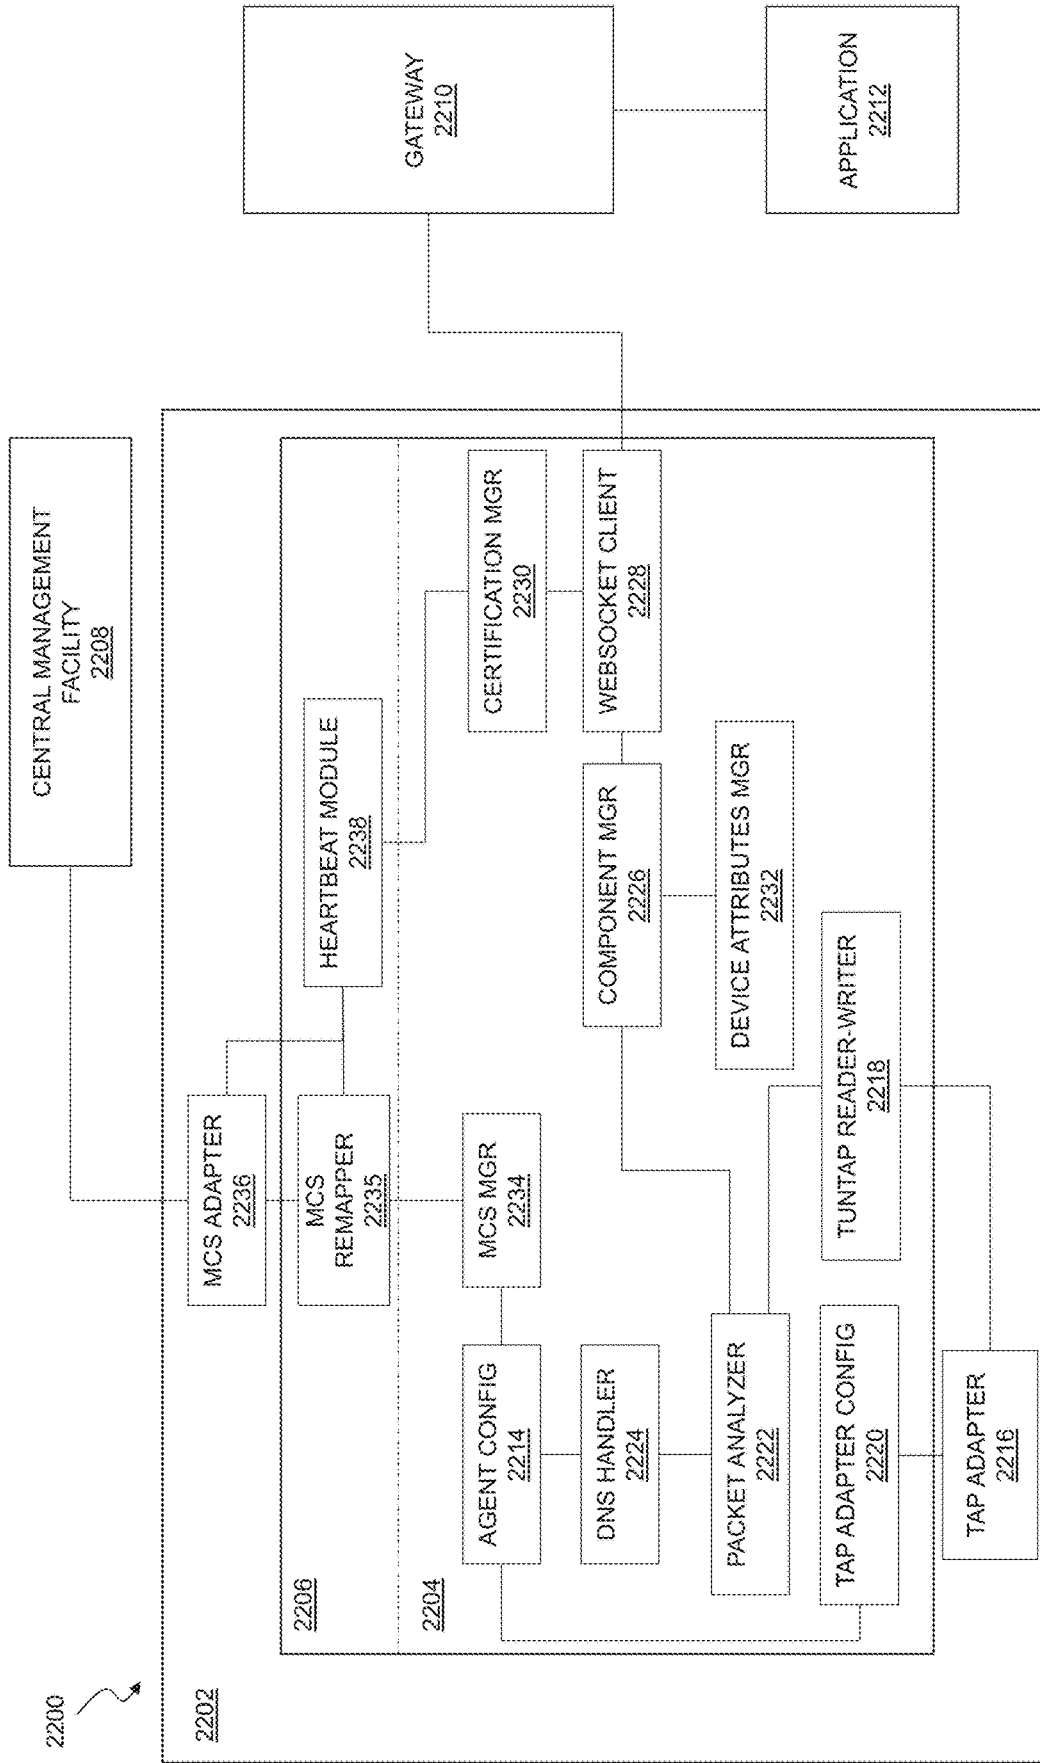 2200
2202
CENTRAL MANAGEMENT
FACILITY
2208
MCS ADAPTER
2236
2206
MCS
REMAPPER
2235
HEARTBEAT MODULE
2238
2204
AGENT CONFIG
2214
MCS MGR
2234
CERTIFICATION MGR
2230
DNS HANDLER
2224
COMPONENT MGR
2226
WEBSOCKET CLIENT
2228
PACKET ANALYZER
2222
DEVICE ATTRIBUTES MGR
2232
TAP ADAPTER CONFIG
2220
TUNTAP READER-WRITER
2218
TAP ADAPTER
2216
GATEWAY
2210
APPLICATION
2212